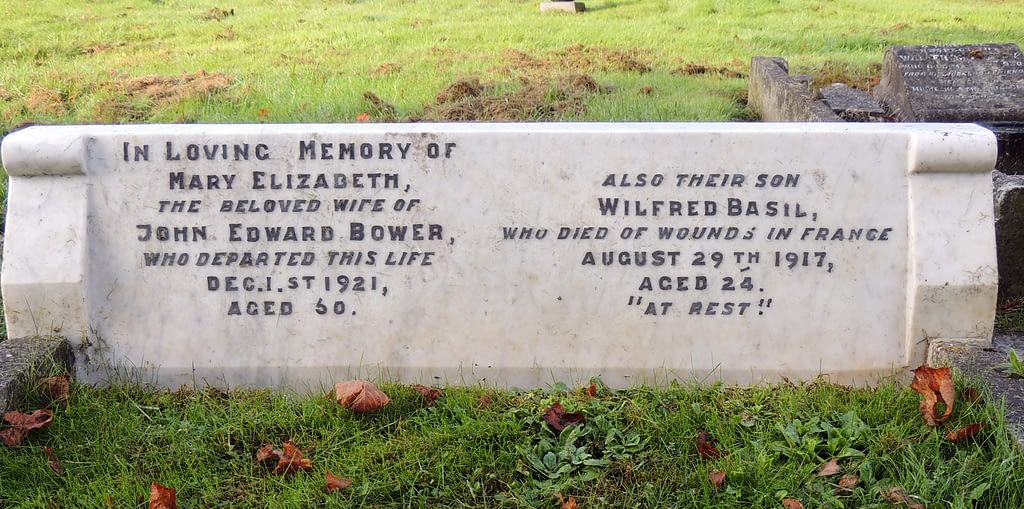 IN LOVING MEMORY OF
MARY ELIZABETH,
THE BELOVED WIFE OF
JOHN EDWARD BOWER,
WHO DEPARTED THIS LIFE
DEC. 1.ST 1921,
AGED 50.
ALSO THEIR SON
WILFRED BASIL,
WHO DIED OF WOUNDS IN FRANCE
AUGUST 29TH 1917,
AGED 24.
"AT REST".